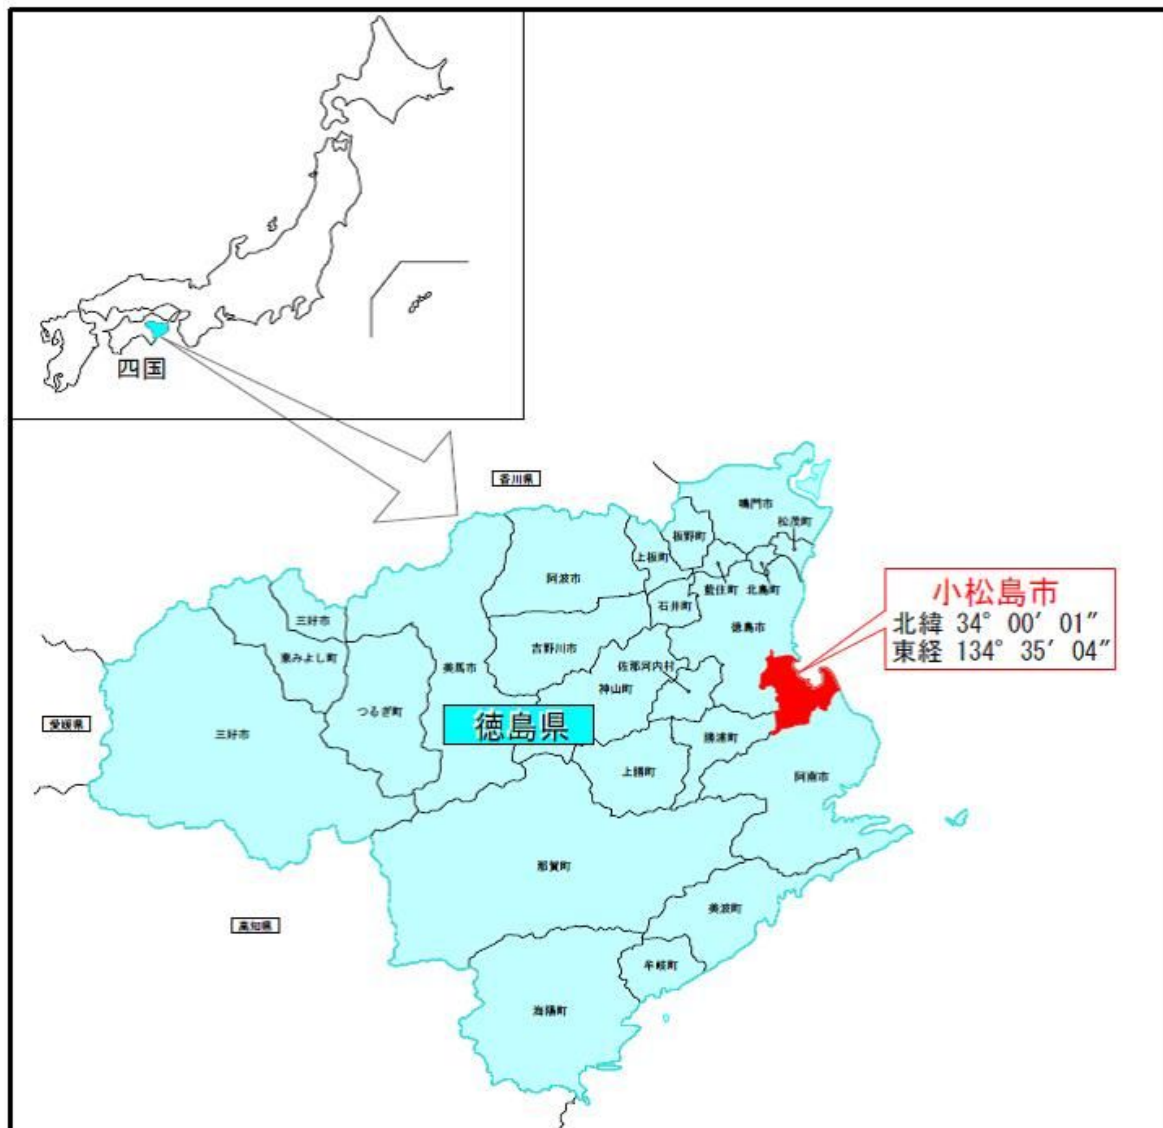 四国
香川県
鳴門市
松茂町
板野町
上板町
阿波市
藍住町
北島町
石井町
小松島市
北緯 34° 00′ 01″
東経 134° 35′ 04″
三好市
徳島市
東みよし町
吉野川市
佐那河内村
美馬市
神山町
つるぎ町
愛媛県
徳島県
三好市
勝浦町
上勝町
阿南市
那賀町
美波町
高知県
牟岐町
海陽町